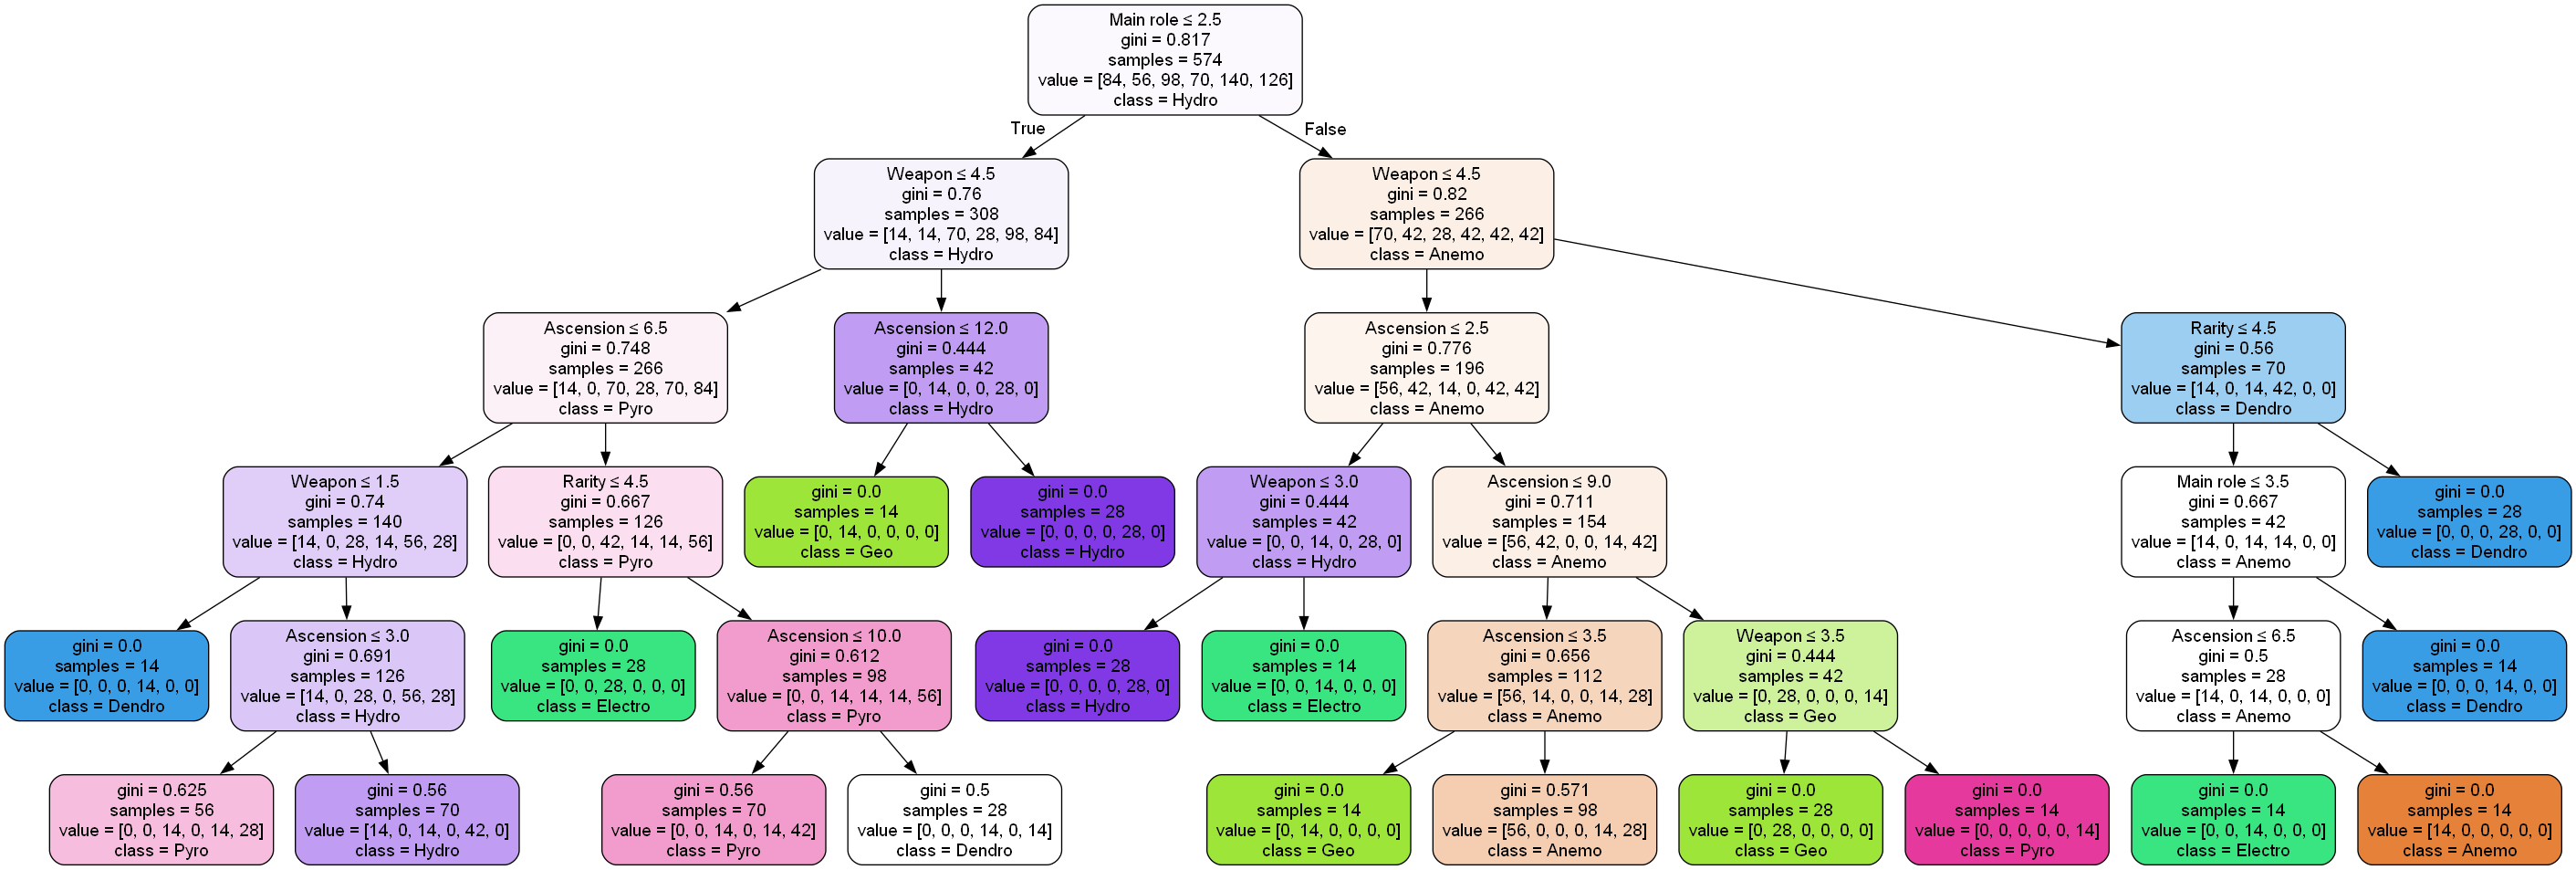 Main role ≤ 2.5
gini = 0.817
samples = 574
value = [84, 56, 98, 70, 140, 126]
class = Hydro
True
False
Weapon ≤ 4.5
gini = 0.76
samples = 308
value = [14, 14, 70, 28, 98, 84]
class = Hydro
Weapon ≤ 4.5
gini = 0.82
samples = 266
value = [70, 42, 28, 42, 42, 42]
class = Anemo
Ascension ≤ 6.5
gini = 0.748
samples = 266
value = [14, 0, 70, 28, 70, 84]
class = Pyro
Ascension ≤ 12.0
gini = 0.444
samples = 42
value = [0, 14, 0, 0, 28, 0]
class = Hydro
Ascension ≤ 2.5
gini = 0.776
samples = 196
value = [56, 42, 14, 0, 42, 42]
class = Anemo
Rarity ≤ 4.5
gini = 0.56
samples = 70
value = [14, 0, 14, 42, 0, 0]
class = Dendro
Weapon ≤ 1.5
gini = 0.74
samples = 140
value = [14, 0, 28, 14, 56, 28]
class = Hydro
Rarity ≤ 4.5
gini = 0.667
samples = 126
value = [0, 0, 42, 14, 14, 56]
class = Pyro
gini = 0.0
samples = 14
value = [0, 14, 0, 0, 0, 0]
class = Geo
gini = 0.0
samples = 28
value = [0, 0, 0, 0, 28, 0]
class = Hydro
Weapon ≤ 3.0
gini = 0.444
samples = 42
value = [0, 0, 14, 0, 28, 0]
class = Hydro
Ascension ≤ 9.0
gini = 0.711
samples = 154
value = [56, 42, 0, 0, 14, 42]
class = Anemo
Main role ≤ 3.5
gini = 0.667
samples = 42
value = [14, 0, 14, 14, 0, 0]
class = Anemo
gini = 0.0
samples = 28
value = [0, 0, 0, 28, 0, 0]
class = Dendro
gini = 0.0
samples = 14
value = [0, 0, 0, 14, 0, 0]
class = Dendro
Ascension ≤ 3.0
gini = 0.691
samples = 126
value = [14, 0, 28, 0, 56, 28]
class = Hydro
gini = 0.0
samples = 28
value = [0, 0, 28, 0, 0, 0]
class = Electro
Ascension ≤ 10.0
gini = 0.612
samples = 98
value = [0, 0, 14, 14, 14, 56]
class = Pyro
gini = 0.0
samples = 28
value = [0, 0, 0, 0, 28, 0]
class = Hydro
gini = 0.0
samples = 14
value = [0, 0, 14, 0, 0, 0]
class = Electro
Ascension ≤ 3.5
gini = 0.656
samples = 112
value = [56, 14, 0, 0, 14, 28]
class = Anemo
Weapon ≤ 3.5
gini = 0.444
samples = 42
value = [0, 28, 0, 0, 0, 14]
class = Geo
Ascension ≤ 6.5
gini = 0.5
samples = 28
value = [14, 0, 14, 0, 0, 0]
class = Anemo
gini = 0.0
samples = 14
value = [0, 0, 0, 14, 0, 0]
class = Dendro
gini = 0.625
samples = 56
value = [0, 0, 14, 0, 14, 28]
class = Pyro
gini = 0.56
samples = 70
value = [14, 0, 14, 0, 42, 0]
class = Hydro
gini = 0.56
samples = 70
value = [0, 0, 14, 0, 14, 42]
class = Pyro
gini = 0.5
samples = 28
value = [0, 0, 0, 14, 0, 14]
class = Dendro
gini = 0.0
samples = 14
value = [0, 14, 0, 0, 0, 0]
class = Geo
gini = 0.571
samples = 98
value = [56, 0, 0, 0, 14, 28]
class = Anemo
gini = 0.0
samples = 28
value = [0, 28, 0, 0, 0, 0]
class = Geo
gini = 0.0
samples = 14
value = [0, 0, 0, 0, 0, 14]
class = Pyro
gini = 0.0
samples = 14
value = [0, 0, 14, 0, 0, 0]
class = Electro
gini = 0.0
samples = 14
value = [14, 0, 0, 0, 0, 0]
class = Anemo